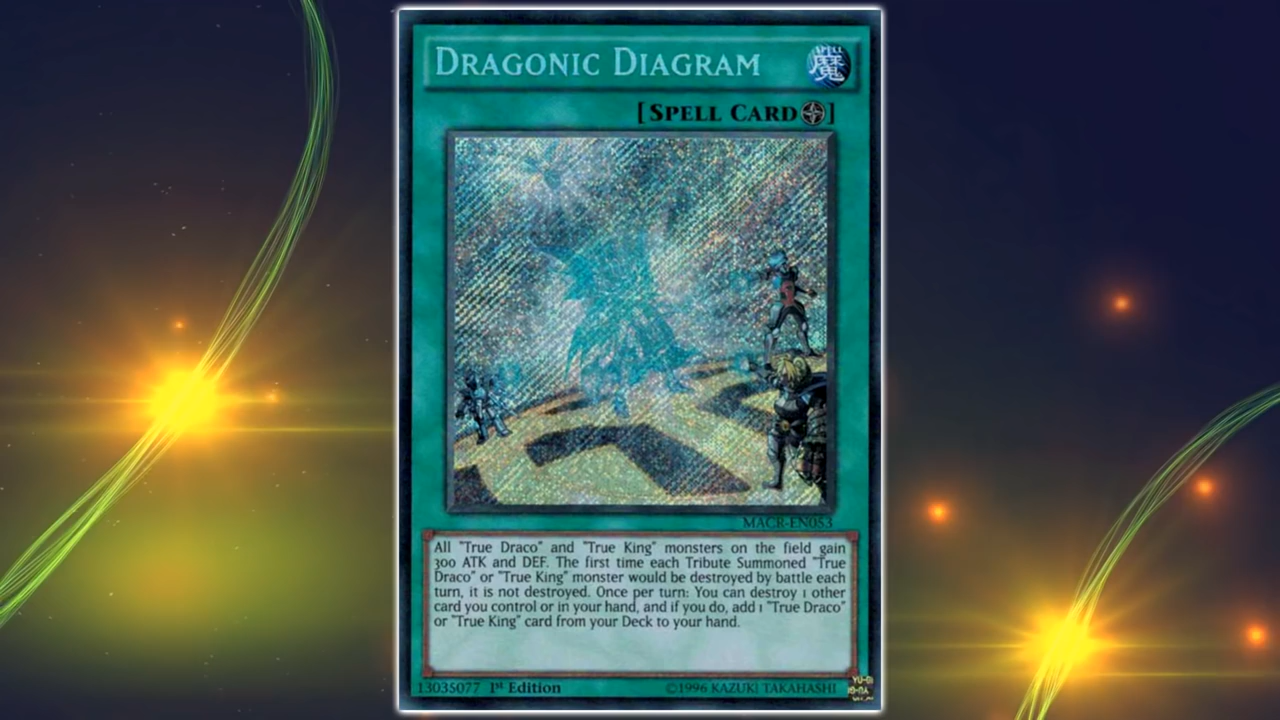 DRAGONIC DIAGRAM
SPELL
魔
[SPELL CARD]
MACR-EN053
All "True Draco" and "True King" monsters on the field gain
300 ATK and DEF. The first time each Tribute Summoned "True
Draco" or "True King" monster would be destroyed by battle each
turn, it is not destroyed. Once per turn: You can destroy 1 other
card you control or in your hand, and if you do, add 1 "True Draco"
or "True King" card from your Deck to your hand.
13035077 1st Edition ©1996 KAZUKI TAKAHASHI